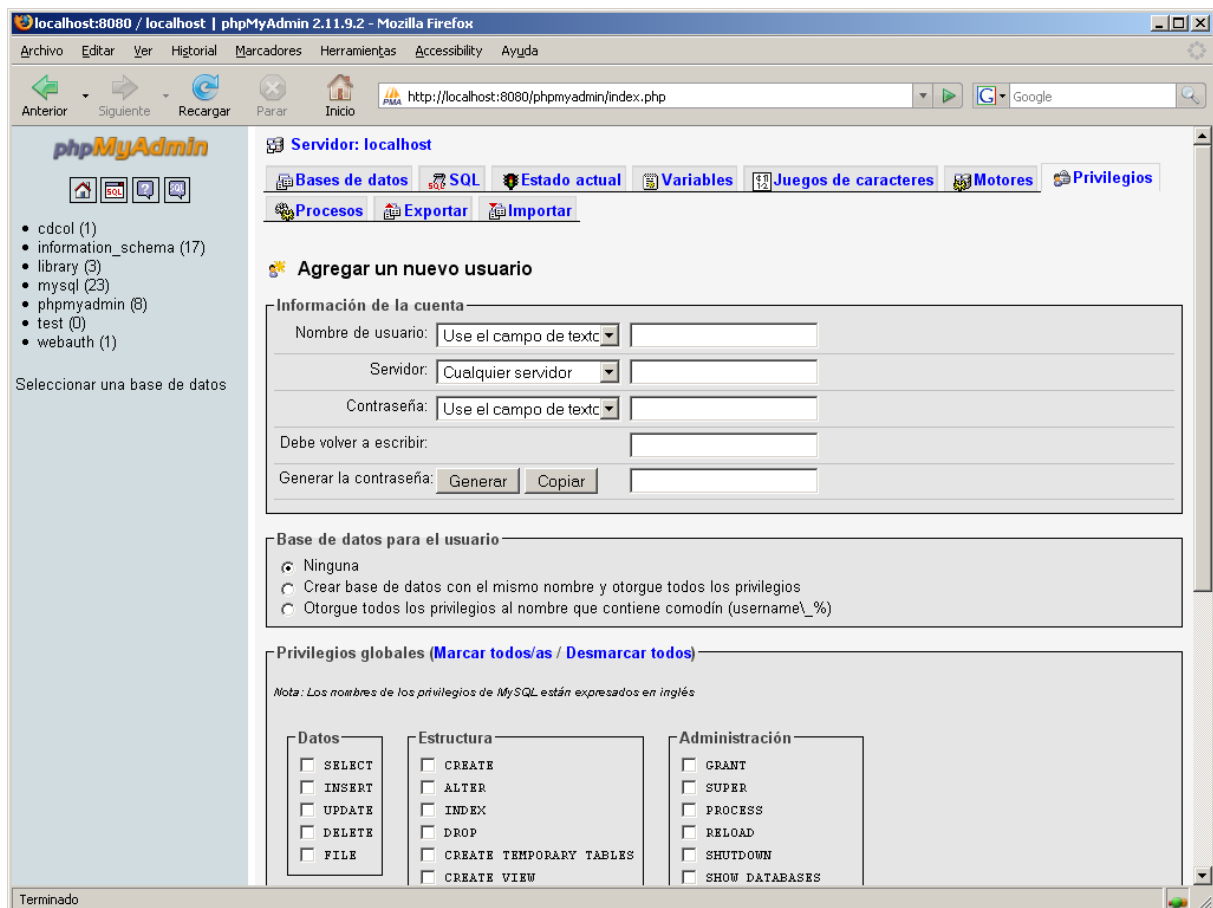 localhost:8080 / localhost | phpMyAdmin 2.11.9.2 - Mozilla Firefox
Archivo Editar Ver Historial Marcadores Herramientas Accessibility Ayuda
Anterior Siguiente Recargar Parar Inicio PMA http://localhost:8080/phpmyadmin/index.php G Google
phpMyAdmin
SQL SQL
cdcol (1)
information_schema (17)
library (3)
mysql (23)
phpmyadmin (8)
test (0)
webauth (1)
Seleccionar una base de datos
Servidor: localhost
Bases de datos SQL Estado actual Variables Juegos de caracteres Motores Privilegios
Procesos Exportar Importar
Agregar un nuevo usuario
Información de la cuenta
Nombre de usuario: Use el campo de texto
Servidor: Cualquier servidor
Contraseña: Use el campo de texto
Debe volver a escribir:
Generar la contraseña: Generar Copiar
Base de datos para el usuario
Ninguna
Crear base de datos con el mismo nombre y otorgue todos los privilegios
Otorgue todos los privilegios al nombre que contiene comodín (username\_%)
Privilegios globales (Marcar todos/as / Desmarcar todos)
Nota: Los nombres de los privilegios de MySQL están expresados en inglés
Datos
SELECT
INSERT
UPDATE
DELETE
FILE
Estructura
CREATE
ALTER
INDEX
DROP
CREATE TEMPORARY TABLES
CREATE VIEW
Administración
GRANT
SUPER
PROCESS
RELOAD
SHUTDOWN
SHOW DATABASES
Terminado